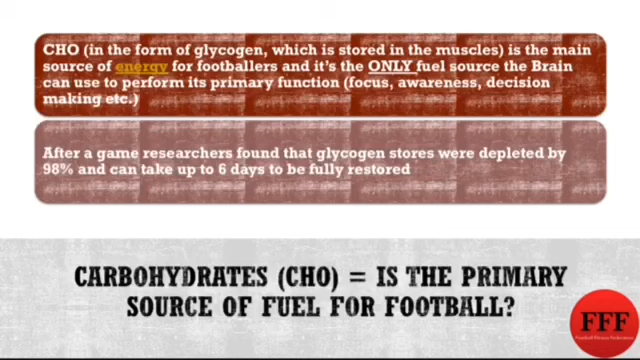 CHO (in the form of glycogen, which is stored in the muscles) is the main
source of energy for footballers and it's the ONLY fuel source the Brain
can use to perform its primary function (focus, awareness, decision
making etc.)
After a game researchers found that glycogen stores were depleted by
98% and can take up to 6 days to be fully restored
CARBOHYDRATES (CHO) = IS THE PRIMARY
SOURCE OF FUEL FOR FOOTBALL?
FFF
Football Fitness Federation